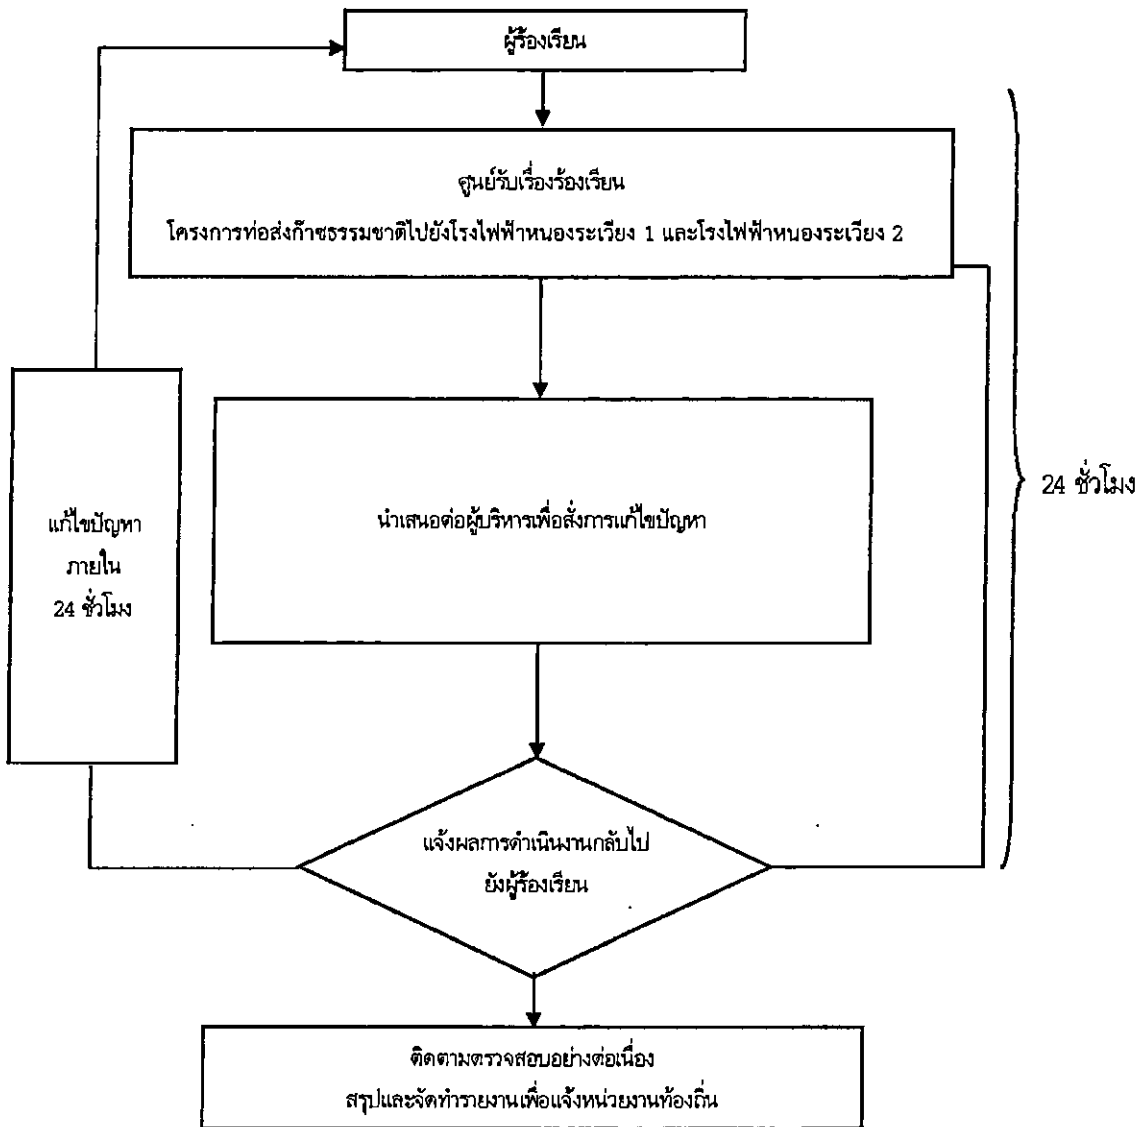 ผู้ร้องเรียน
ศูนย์รับเรื่องร้องเรียน
โครงการท่อส่งก๊าซธรรมชาติไปยังโรงไฟฟ้าหนองระเวียง 1 และโรงไฟฟ้าหนองระเวียง 2
นำเสนอต่อผู้บริหารเพื่อสั่งการแก้ไขปัญหา
24 ชั่วโมง
แก้ไขปัญหา
ภายใน
24 ชั่วโมง
แจ้งผลการดำเนินงานกลับไป
ยังผู้ร้องเรียน
ติดตามตรวจสอบอย่างต่อเนื่อง
สรุปและจัดทำรายงานเพื่อแจ้งหน่วยงานท้องถิ่น